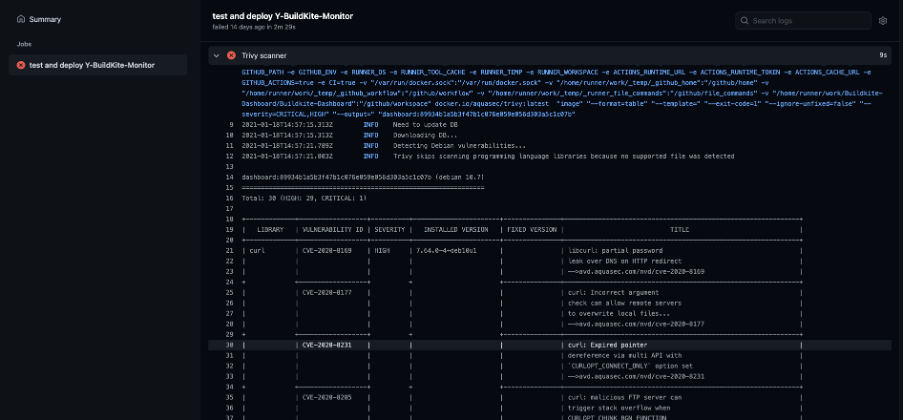 Summary
Jobs
test and deploy Y-BuildKite-Monitor
test and deploy Y-BuildKite-Monitor
failed 14 days ago in 2m 29s
Search logs
Trivy scanner
9s
GITHUB_PATH -e GITHUB_ENV -e RUNNER_OS -e RUNNER_TOOL_CACHE -e RUNNER_TEMP -e RUNNER_WORKSPACE -e ACTIONS_RUNTIME_URL -e ACTIONS_RUNTIME_TOKEN -e ACTIONS_CACHE_URL -e
GITHUB_ACTIONS=true -e CI=true -v "/var/run/docker.sock":"/var/run/docker.sock" -v "/home/runner/work/_temp/_github_home":"/github/home" -v
"/home/runner/work/_temp/_github_workflow":"/github/workflow" -v "/home/runner/work/_temp/_runner_file_commands":"/github/file_commands" -v "/home/runner/work/Buildkite-
Dashboard/Buildkite-Dashboard":"/github/workspace" docker.io/aquasec/trivy:latest "image" "--format=table" "--template=" "--exit-code=1" "--ignore-unfixed=false" "--
severity=CRITICAL,HIGH" "--output="
9 2021-01-18T14:57:15.313Z INFO Need to update DB
10 2021-01-18T14:57:15.313Z INFO Downloading DB...
11 2021-01-18T14:57:21.789Z INFO Detecting Debian vulnerabilities...
12 2021-01-18T14:57:21.803Z INFO Trivy skips scanning programming language libraries because no supported file was detected
13
14 (debian 10.7)
15 ============================================================
16 Total: 30 (HIGH: 29, CRITICAL: 1)
17
18
19 | LIBRARY | VULNERABILITY ID | SEVERITY | INSTALLED VERSION | FIXED VERSION | TITLE |
20
21 | curl | CVE-2020-8169 | HIGH | 7.64.0-4+deb10u1 | | libcurl: partial password |
22 | | | | | | leak over DNS on HTTP redirect |
23 | | | | | | -->avd.aquasec.com/nvd/cve-2020-8169 |
24
25 | | CVE-2020-8177 | | | | curl: Incorrect argument |
26 | | | | | | check can allow remote servers |
27 | | | | | | to overwrite local files... |
28 | | | | | | -->avd.aquasec.com/nvd/cve-2020-8177 |
29
30 | | CVE-2020-8231 | | | | curl: Expired pointer |
31 | | | | | | dereference via multi API with |
32 | | | | | | `CURLOPT_CONNECT_ONLY` option set |
33 | | | | | | -->avd.aquasec.com/nvd/cve-2020-8231 |
34
35 | | CVE-2020-8285 | | | | curl: malicious FTP server can |
36 | | | | | | trigger stack overflow when |
37 | | | | | | CURLOPT_CHUNK_BGN_FUNCTION |